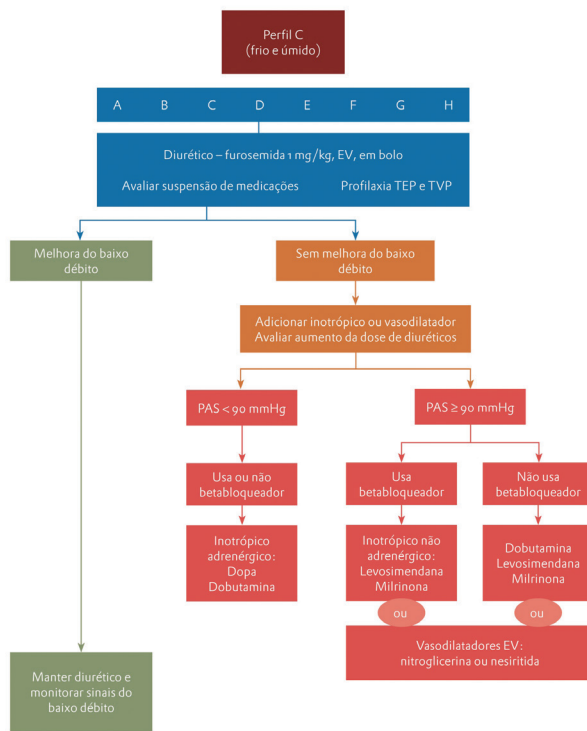 Perfil C
(frio e úmido)
A B C D E F G H
Diurético – furosemida 1 mg/kg, EV, em bolo
Avaliar suspensão de medicações Profilaxia TEP e TVP
Melhora do baixo
débito
Sem melhora do baixo
débito
Adicionar inotrópico ou vasodilatador
Avaliar aumento da dose de diuréticos
PAS < 90 mmHg
PAS ≥ 90 mmHg
Usa ou não
betabloqueador
Usa
betabloqueador
Não usa
betabloqueador
Inotrópico
adrenérgico:
Dopa
Dobutamina
Inotrópico não
adrenérgico:
Levosimendana
Milrinona
Dobutamina
Levosimendana
Milrinona
ou
ou
Vasodilatadores EV:
nitroglicerina ou nesiritida
Manter diurético e
monitorar sinais do
baixo débito